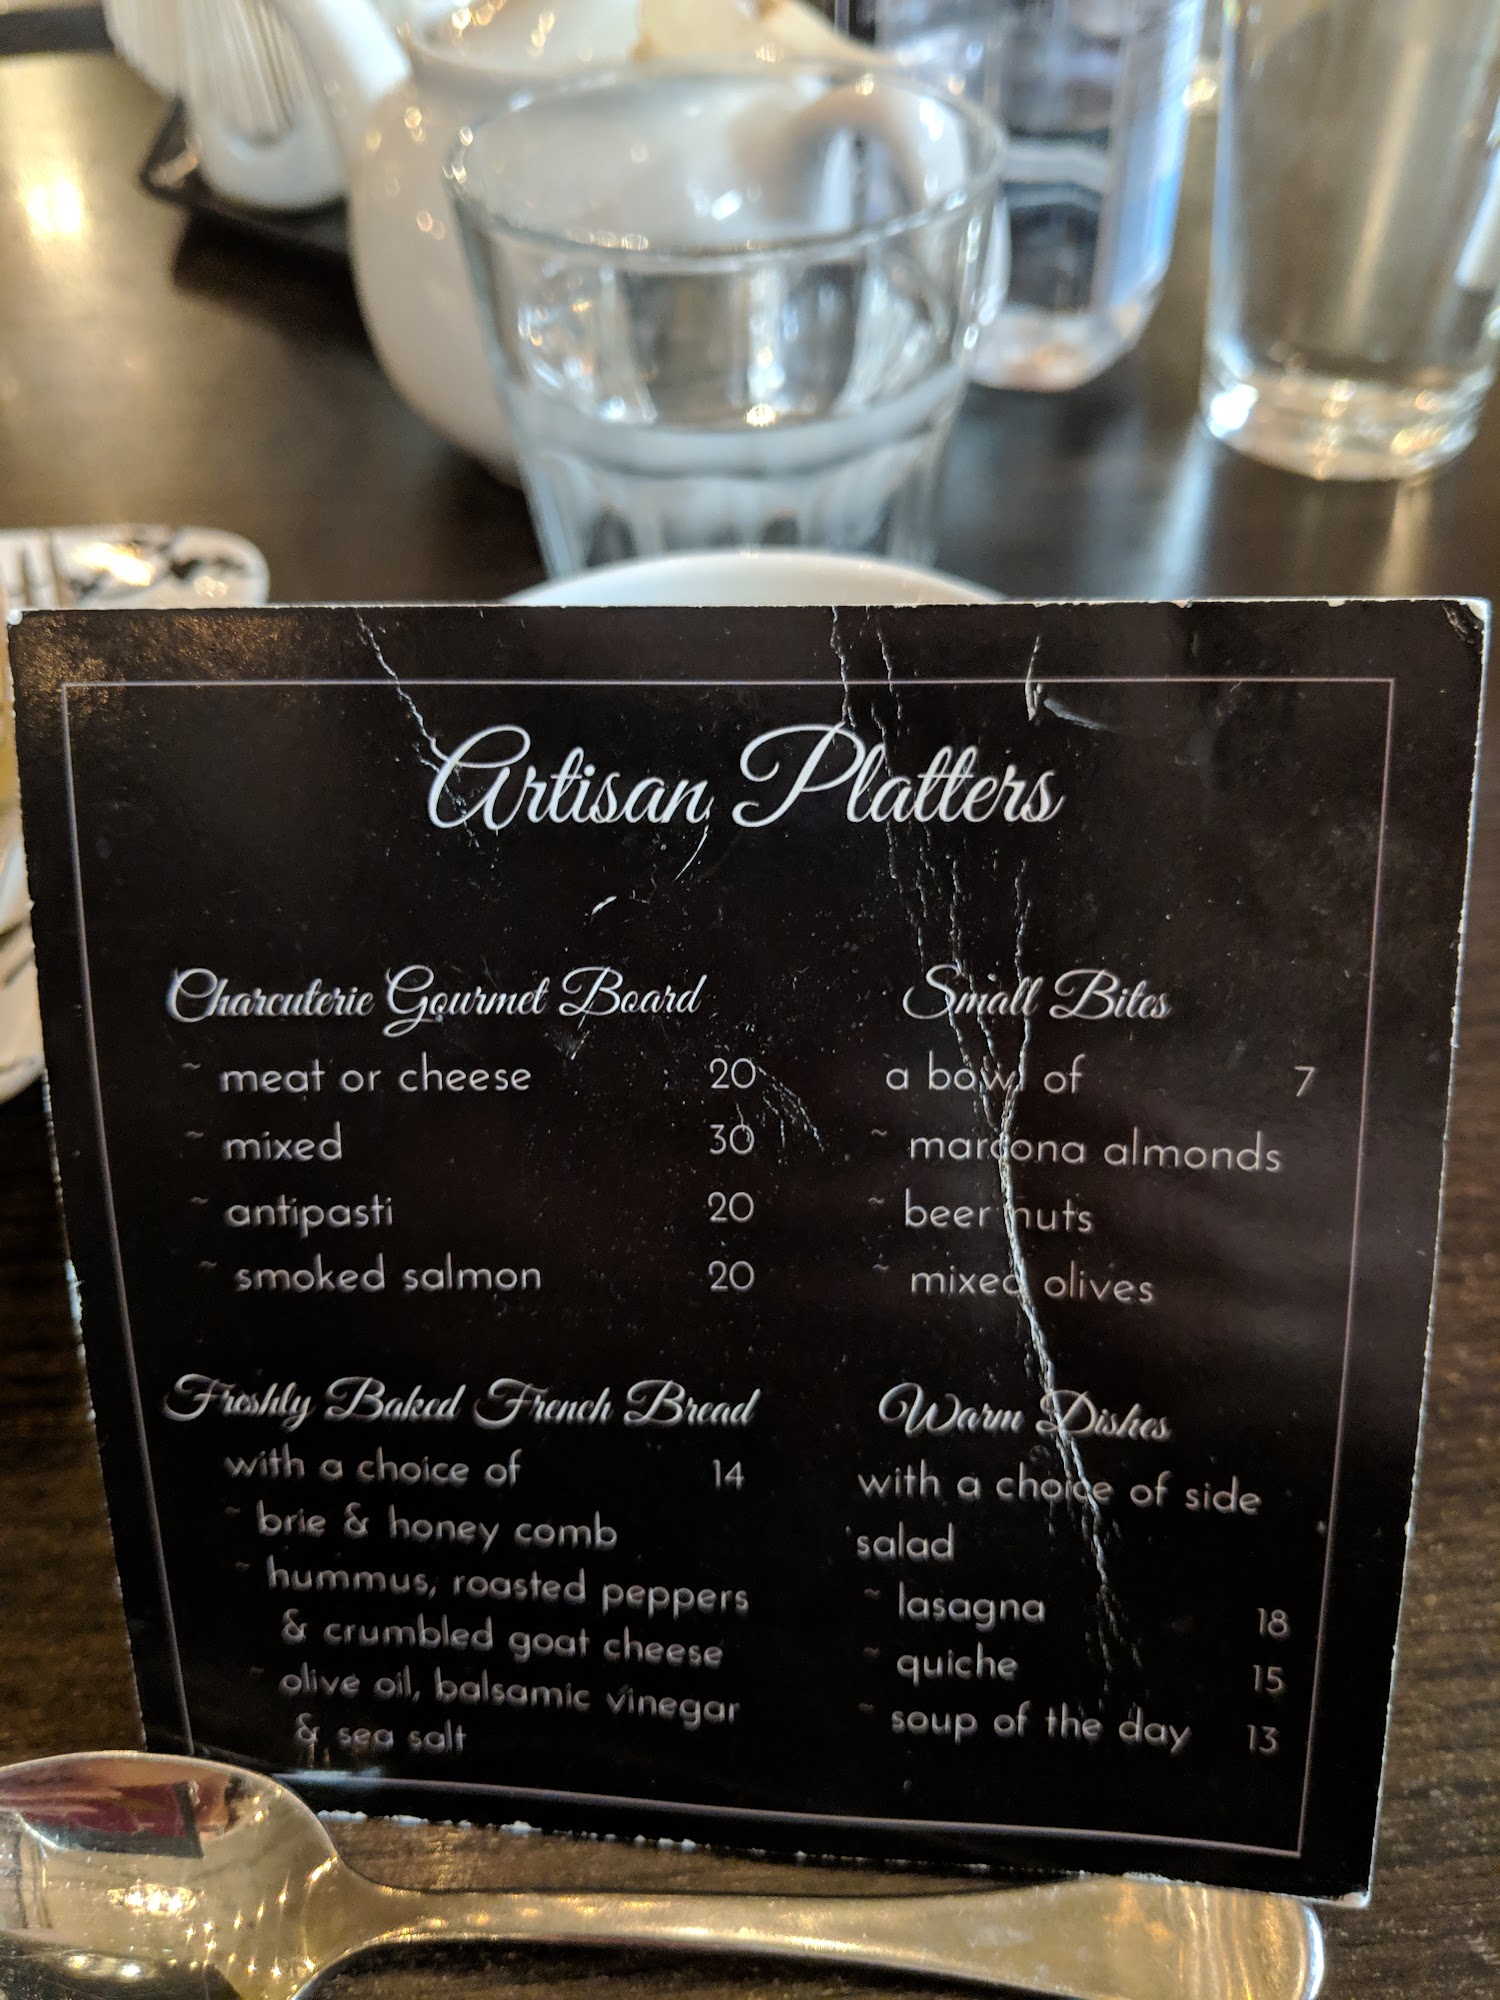 Artisan Platters
Charcuterie Gourmet Board
~ meat or cheese 20
~ mixed 30
~ antipasti 20
~ smoked salmon 20
Freshly Baked French Bread
with a choice of 14
~ brie & honey comb
~ hummus, roasted peppers
& crumbled goat cheese
~ olive oil, balsamic vinegar
& sea salt
Small Bites
a bowl of 7
~ marcona almonds
~ beer nuts
~ mixed olives
Warm Dishes
with a choice of side
salad
~ lasagna 18
~ quiche 15
~ soup of the day 13